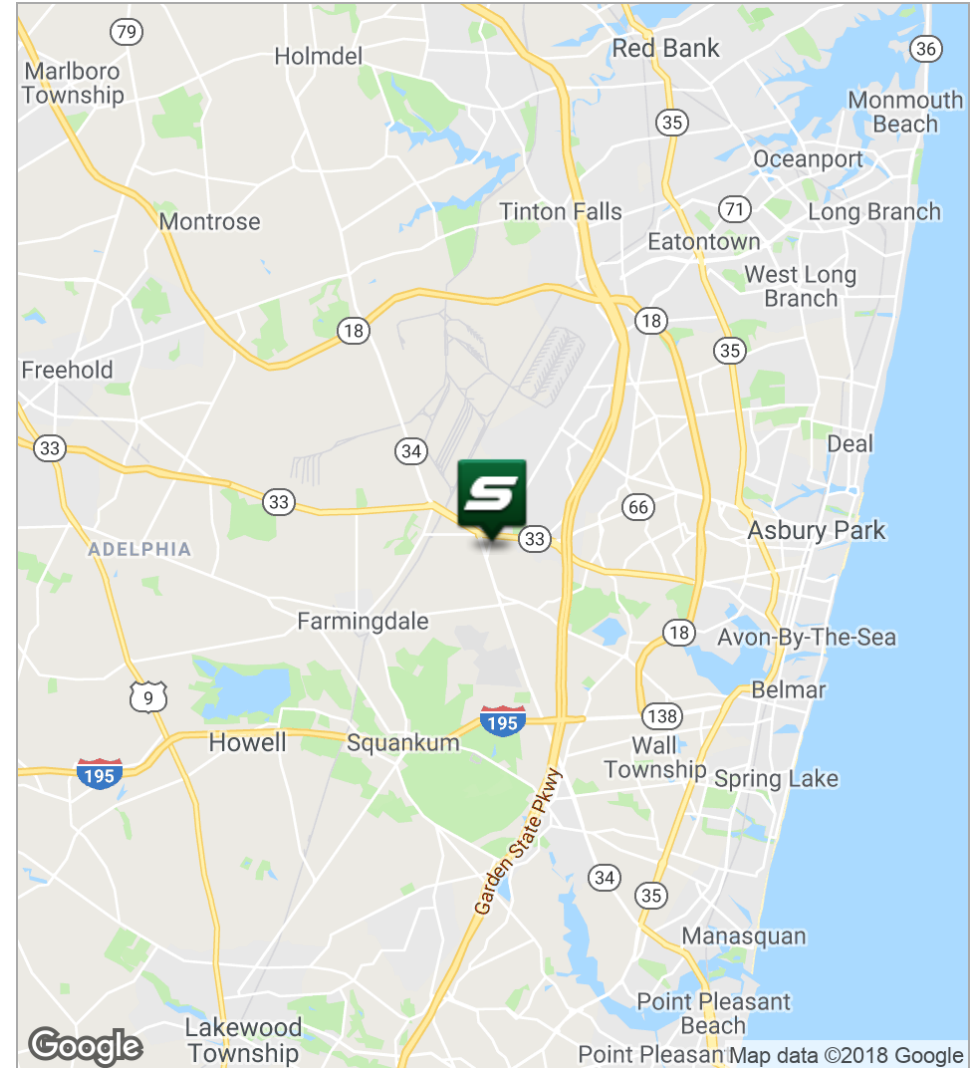 79
Holmdel
Red Bank
36
Marlboro
Township
35
Monmouth
Beach
Oceanport
Montrose
Tinton Falls
71
Long Branch
Eatontown
West Long
Branch
18
18
35
Freehold
33
34
Deal
S
33
66
33
Asbury Park
ADELPHIA
Farmingdale
18
Avon-By-The-Sea
9
Belmar
195
138
Howell
Squankum
Wall
Township
195
Spring Lake
Garden State Pkwy
34
35
Manasquan
Point Pleasant
Beach
Lakewood
Township
Google
Point Pleasan
Map data ©2018 Google